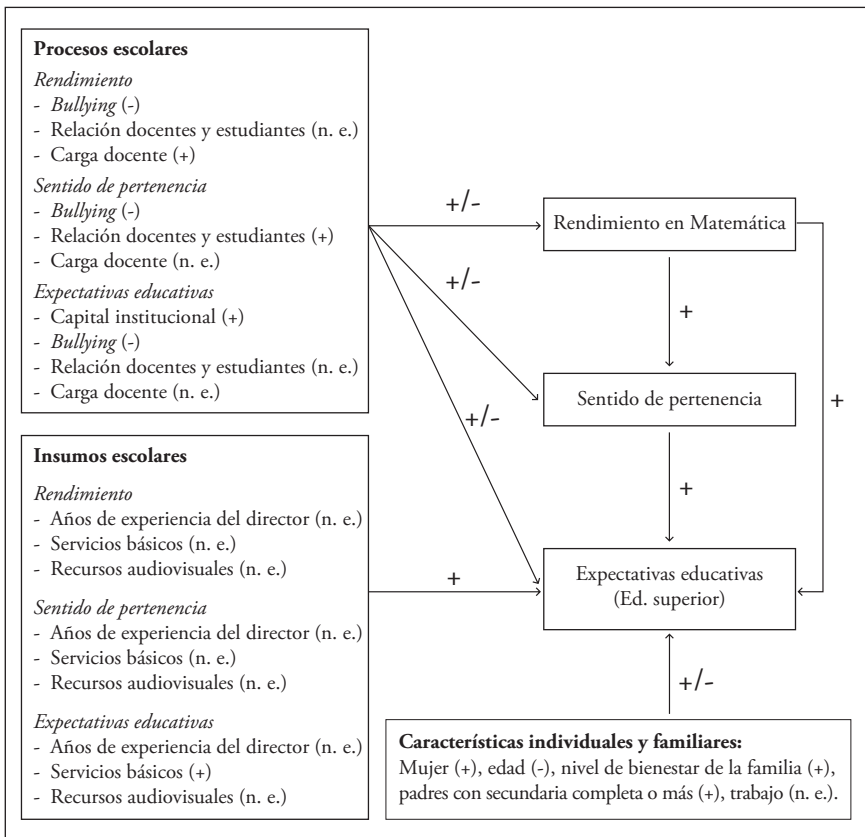 Procesos escolares
Rendimiento
- Bullying (-)
- Relación docentes y estudiantes (n. e.)
- Carga docente (+)
Sentido de pertenencia
- Bullying (-)
- Relación docentes y estudiantes (+)
- Carga docente (n. e.)
Expectativas educativas
- Capital institucional (+)
- Bullying (-)
- Relación docentes y estudiantes (n. e.)
- Carga docente (n. e.)
Insumos escolares
Rendimiento
- Años de experiencia del director (n. e.)
- Servicios básicos (n. e.)
- Recursos audiovisuales (n. e.)
Sentido de pertenencia
- Años de experiencia del director (n. e.)
- Servicios básicos (n. e.)
- Recursos audiovisuales (n. e.)
Expectativas educativas
- Años de experiencia del director (n. e.)
- Servicios básicos (+)
- Recursos audiovisuales (n. e.)
+/-
+/-
+/-
+
Rendimiento en Matemática
+
Sentido de pertenencia
+
+
Expectativas educativas
(Ed. superior)
+/-
Características individuales y familiares:
Mujer (+), edad (-), nivel de bienestar de la familia (+),
padres con secundaria completa o más (+), trabajo (n. e.).